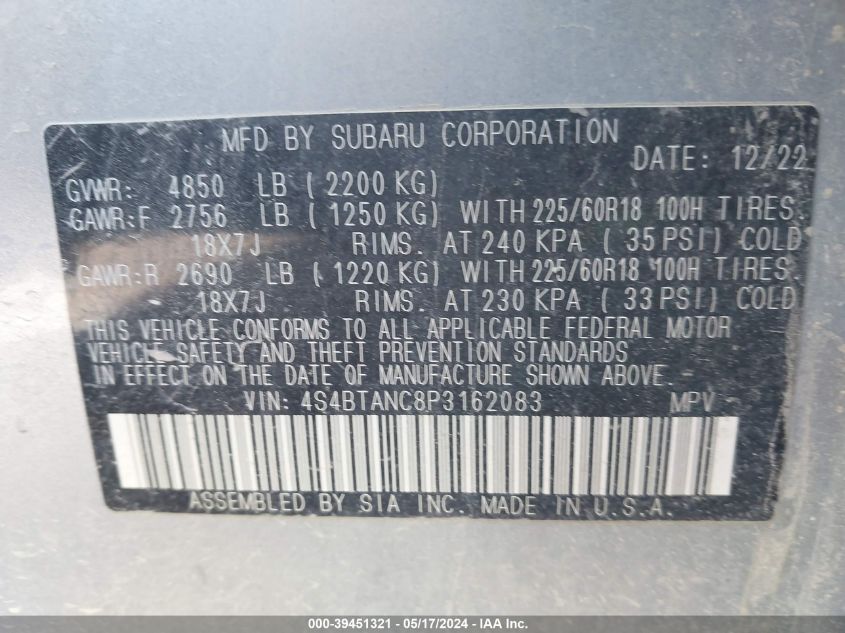 MFD BY SUBARU CORPORATION
DATE: 12/22
GVWR: 4850 LB ( 2200 KG)
GAWR:F 2756 LB ( 1250 KG) WITH 225/60R18 100H TIRES.
18X7J RIMS. AT 240 KPA ( 35 PSI) COLD
GAWR:R 2690 LB ( 1220 KG) WITH 225/60R18 100H TIRES.
18X7J RIMS. AT 230 KPA ( 33 PSI) COLD
THIS VEHICLE CONFORMS TO ALL APPLICABLE FEDERAL MOTOR
VEHICLE SAFETY AND THEFT PREVENTION STANDARDS
IN EFFECT ON THE DATE OF MANUFACTURE SHOWN ABOVE.
VIN: 4S4BTANC8P3162083 MPV
ASSEMBLED BY SIA INC. MADE IN U.S.A.
000-39451321 - 05/17/2024 - IAAI.COM